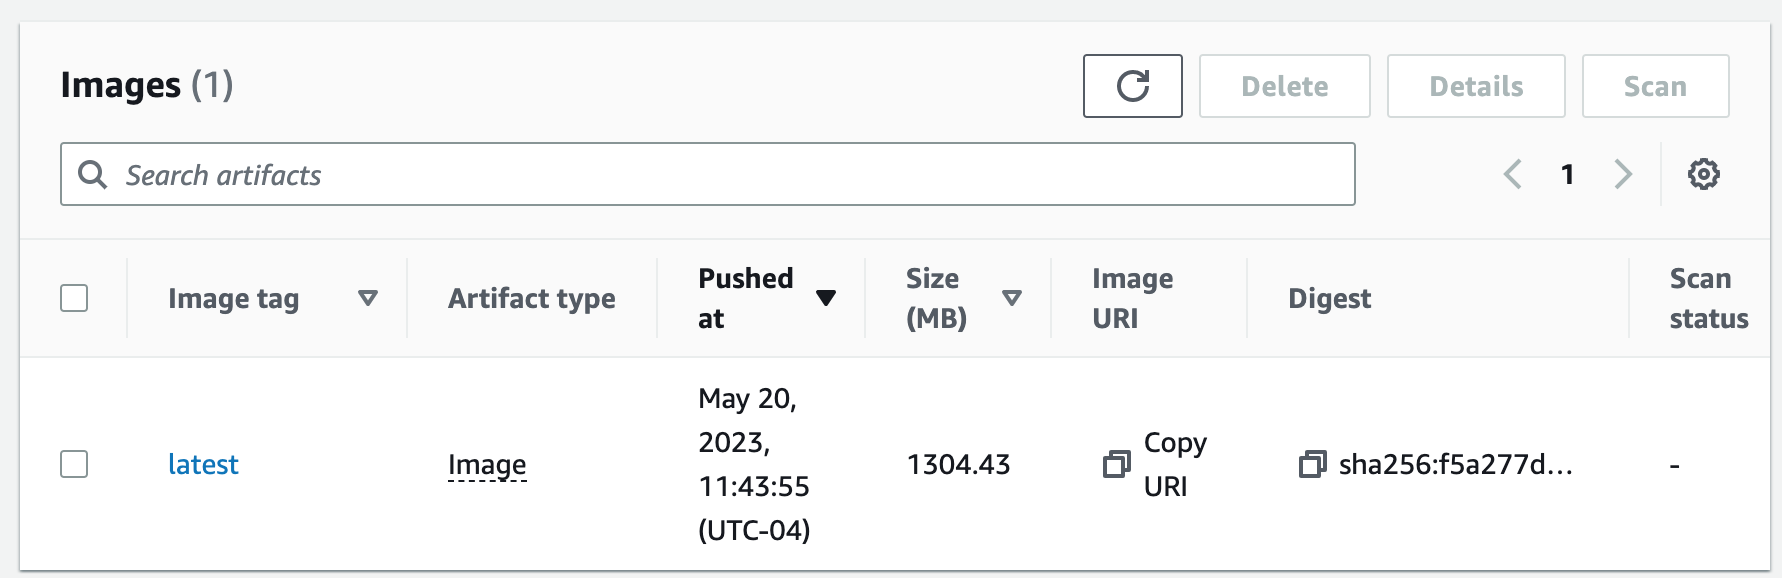 Images (1)
Delete
Details
Scan
Search artifacts
1
Image tag
Artifact type
Pushed
at
Size
(MB)
Image
URI
Digest
Scan
status
latest
Image
May 20,
2023,
11:43:55
(UTC-04)
1304.43
Copy
URI
sha256:f5a277d...
-